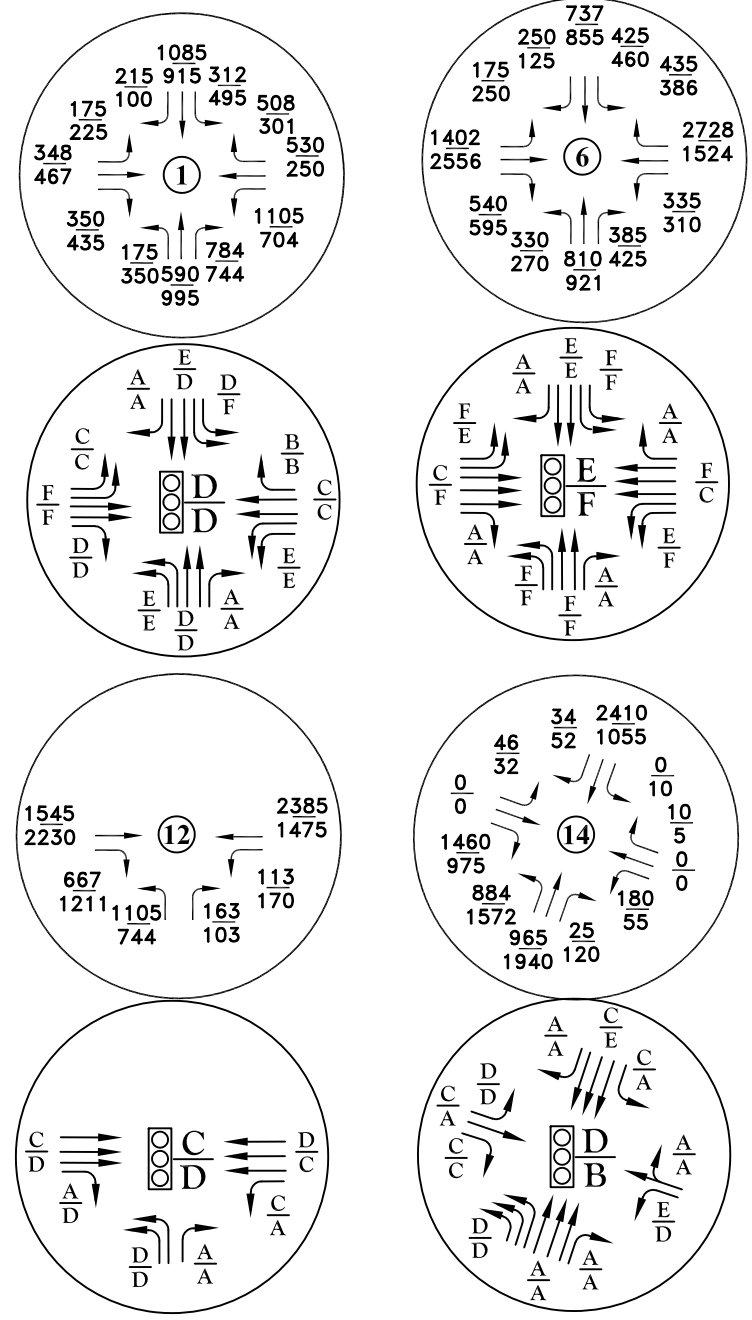 1085
915
215
100
312
495
175
225
508
301
348
467
1
530
250
350
435
1105
704
175
350
590
995
784
744
737
855
250
125
425
460
175
250
435
386
1402
2556
6
2728
1524
540
595
335
310
330
270
810
921
385
425
E
D
A
A
D
F
C
C
B
B
F
F
D
D
C
C
D
D
E
E
E
E
D
D
A
A
E
E
A
A
F
F
F
E
A
A
C
F
E
F
F
C
A
A
E
F
F
F
F
F
A
A
1545
2230
12
2385
1475
667
1211
113
170
1105
744
163
103
34
52
2410
1055
46
32
0
10
0
0
10
5
14
1460
975
0
0
884
1572
180
55
965
1940
25
120
C
D
C
D
D
C
A
D
C
A
D
D
A
A
C
E
A
A
C
A
D
D
C
A
D
B
A
A
C
C
E
D
D
D
A
A
A
A